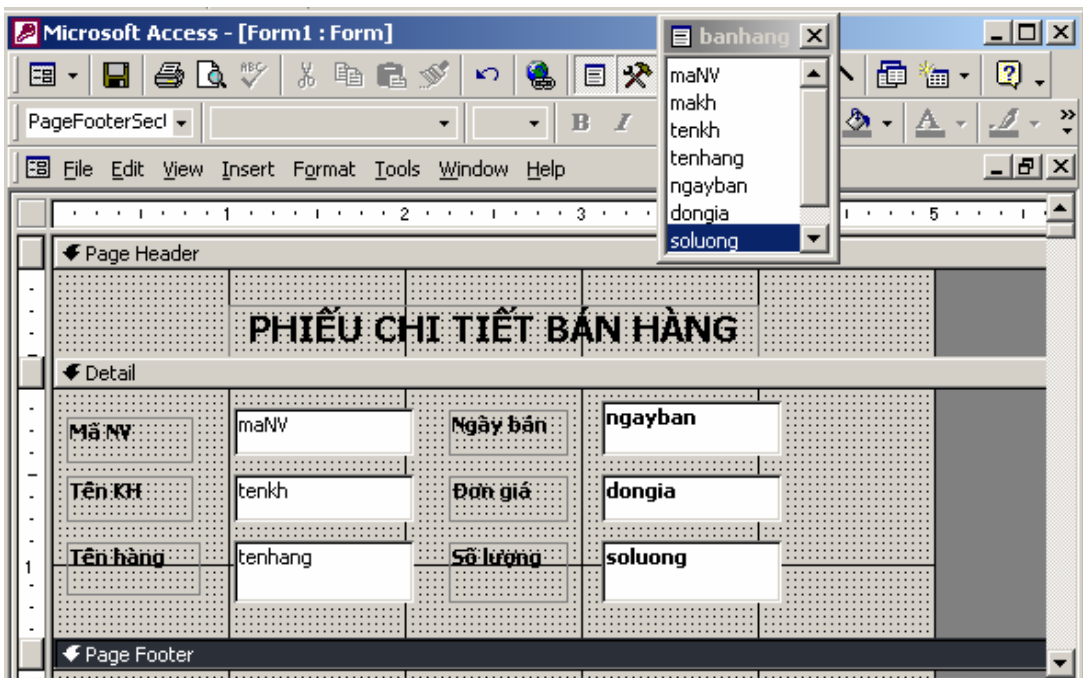 Microsoft Access - [Form1 : Form]
banhang
maNV
makh
tenkh
tenhang
ngayban
dongia
soluong
PageFooterSecl
B I
File Edit View Insert Format Tools Window Help
1 2 3 5
Page Header
PHIẾU CHI TIẾT BÁN HÀNG
Detail
Mã NV maNV Ngày bán ngayban
Tên KH tenkh Đơn giá dongia
Tên hàng tenhang Số lượng soluong
1
Page Footer